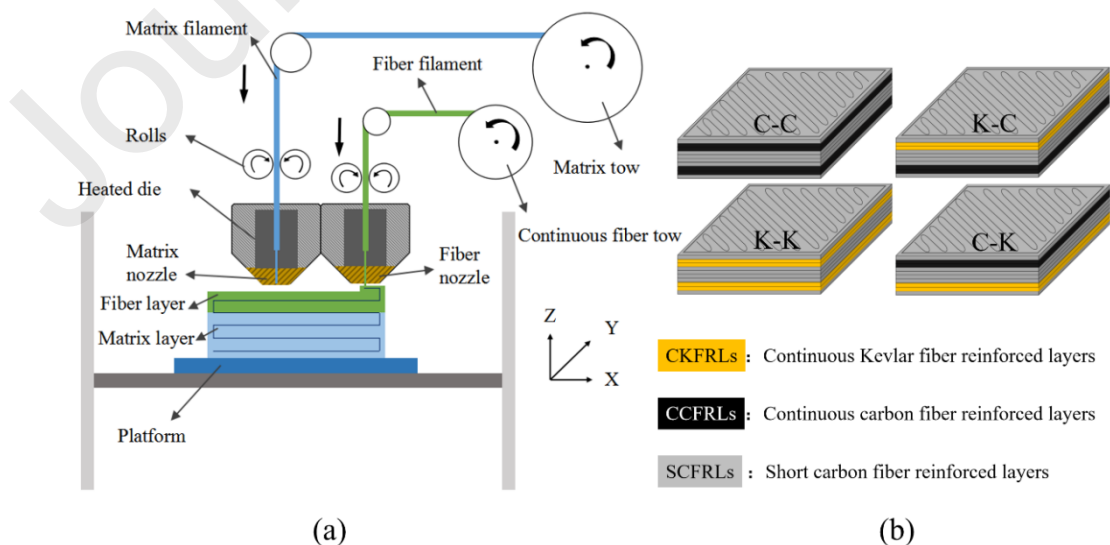 Jou
Matrix filament
Fiber filament
Rolls
Matrix tow
Heated die
Continuous fiber tow
Matrix
nozzle
Fiber
nozzle
Fiber layer
Matrix layer
Platform
Z
Y
X
(a)
C-C
K-C
K-K
C-K
CKFRLs : Continuous Kevlar fiber reinforced layers
CCFRLs : Continuous carbon fiber reinforced layers
SCFRLs : Short carbon fiber reinforced layers
(b)